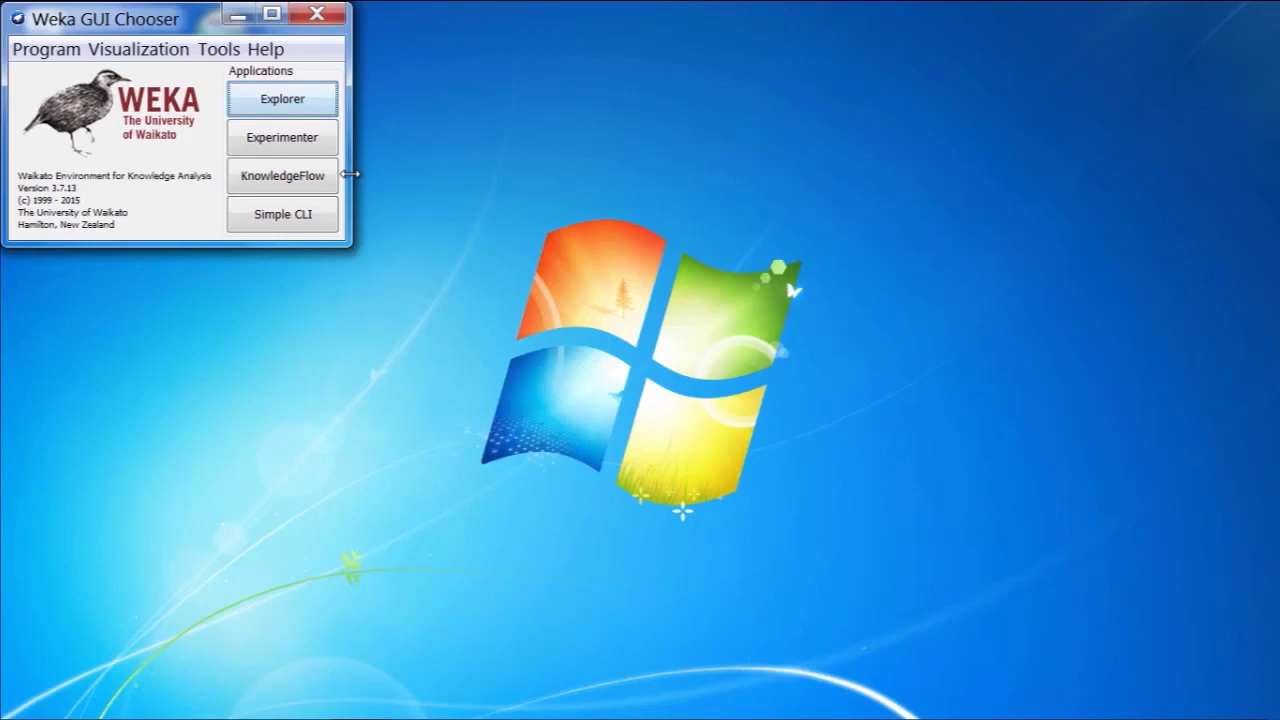 Weka GUI Chooser
Program Visualization Tools Help
Applications
WEKA
The University
of Waikato
Explorer
Experimenter
KnowledgeFlow
Simple CLI
Waikato Environment for Knowledge Analysis
Version 3.7.13
(c) 1999 - 2015
The University of Waikato
Hamilton, New Zealand